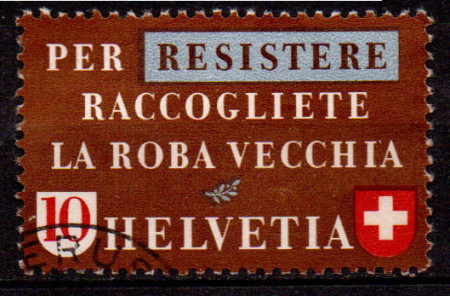 PER RESISTERE
RACCOGLIETE
LA ROBA VECCHIA
10 HELVETIA